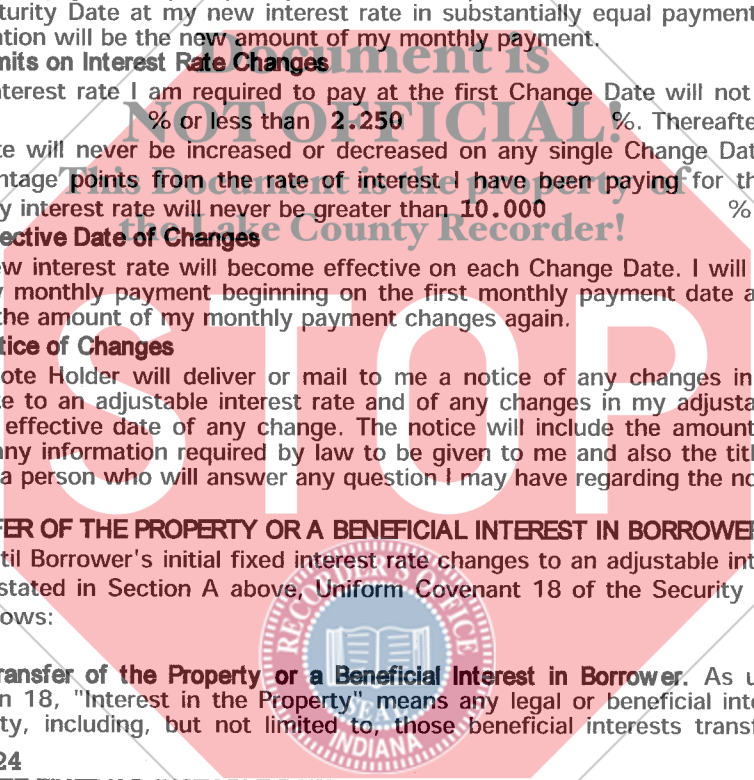 turity Date at my new interest rate in substantially equal payment
ation will be the new amount of my monthly payment.
mits on Interest Rate Changes
nterest rate I am required to pay at the first Change Date will not
% or less than 2.250 %. Thereafte
te will never be increased or decreased on any single Change Dat
ntage points from the rate of interest I have been paying for th
y interest rate will never be greater than 10.000 %
ective Date of Changes
ew interest rate will become effective on each Change Date. I will
y monthly payment beginning on the first monthly payment date a
the amount of my monthly payment changes again.
tice of Changes
ote Holder will deliver or mail to me a notice of any changes in
te to an adjustable interest rate and of any changes in my adjusta
effective date of any change. The notice will include the amount
any information required by law to be given to me and also the titl
a person who will answer any question I may have regarding the no
FER OF THE PROPERTY OR A BENEFICIAL INTEREST IN BORROWE
til Borrower's initial fixed interest rate changes to an adjustable int
stated in Section A above, Uniform Covenant 18 of the Security
ows:
ransfer of the Property or a Beneficial Interest in Borrower. As u
n 18, "Interest in the Property" means any legal or beneficial inte
ty, including, but not limited to, those beneficial interests transf
24
Document is
NOT OFFICIAL!
This Document is the property of
the Lake County Recorder!
STOP
RECORDER'S OFFICE
SEAL
INDIANA